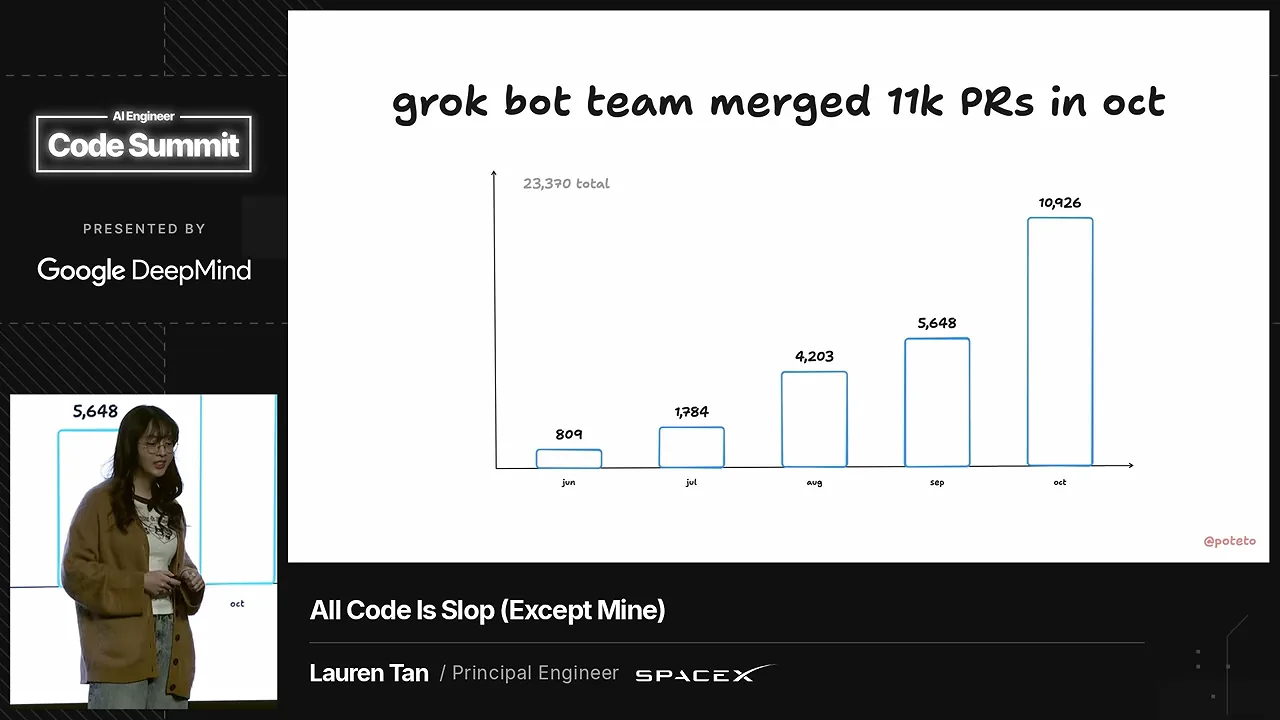 AI Engineer
Code Summit
PRESENTED BY
Google DeepMind
grok bot team merged 11k PRs in oct
23,370 total
10,926
5,648
4,203
1,784
809
jun jul aug sep oct
@poteto
5,648
oct
All Code Is Slop (Except Mine)
Lauren Tan / Principal Engineer SPACEX